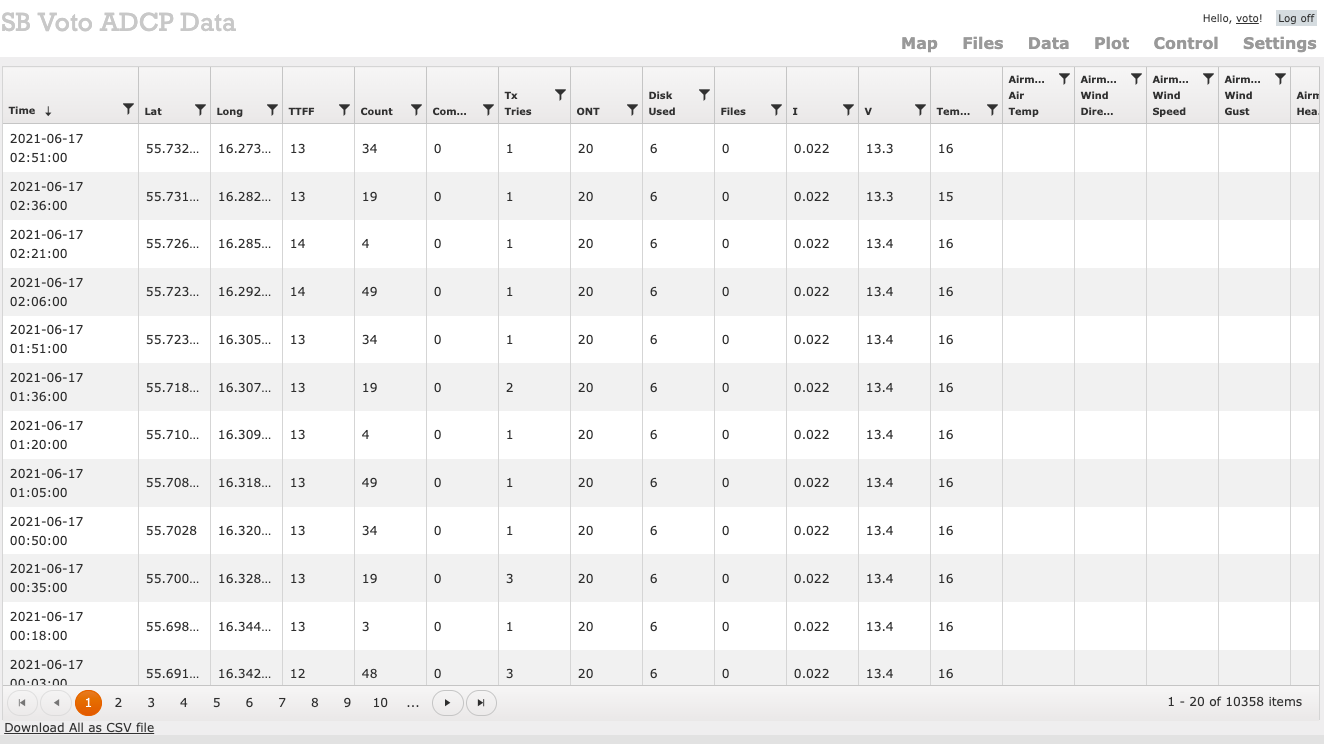 SB Voto ADCP Data
Hello, voto! Log off
Map Files Data Plot Control Settings
Time ↓ Lat Long TTFF Count Com... Tx Tries ONT Disk Used Files I V Tem... Airm... Air Temp Airm... Wind Dire... Airm... Wind Speed Airm... Wind Gust Airm Hea.
2021-06-17 02:51:00 55.732... 16.273... 13 34 0 1 20 6 0 0.022 13.3 16
2021-06-17 02:36:00 55.731... 16.282... 13 19 0 1 20 6 0 0.022 13.3 15
2021-06-17 02:21:00 55.726... 16.285... 14 4 0 1 20 6 0 0.022 13.4 16
2021-06-17 02:06:00 55.723... 16.292... 14 49 0 1 20 6 0 0.022 13.4 16
2021-06-17 01:51:00 55.723... 16.305... 13 34 0 1 20 6 0 0.022 13.4 16
2021-06-17 01:36:00 55.718... 16.307... 13 19 0 2 20 6 0 0.022 13.4 16
2021-06-17 01:20:00 55.710... 16.309... 13 4 0 1 20 6 0 0.022 13.4 16
2021-06-17 01:05:00 55.708... 16.318... 13 49 0 1 20 6 0 0.022 13.4 16
2021-06-17 00:50:00 55.7028 16.320... 13 34 0 1 20 6 0 0.022 13.4 16
2021-06-17 00:35:00 55.700... 16.328... 13 19 0 3 20 6 0 0.022 13.4 16
2021-06-17 00:18:00 55.698... 16.344... 13 3 0 1 20 6 0 0.022 13.4 16
2021-06-17 00:03:00 55.691... 16.342... 12 48 0 3 20 6 0 0.022 13.4 16
1 2 3 4 5 6 7 8 9 10 ... 1 - 20 of 10358 items
Download All as CSV file